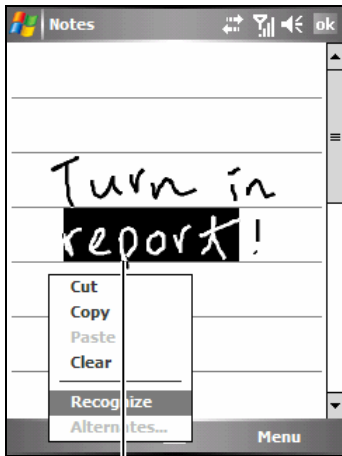 Notes ok
Turn in
report!
Cut
Copy
Paste
Clear
Recognize
Alternates...
Menu